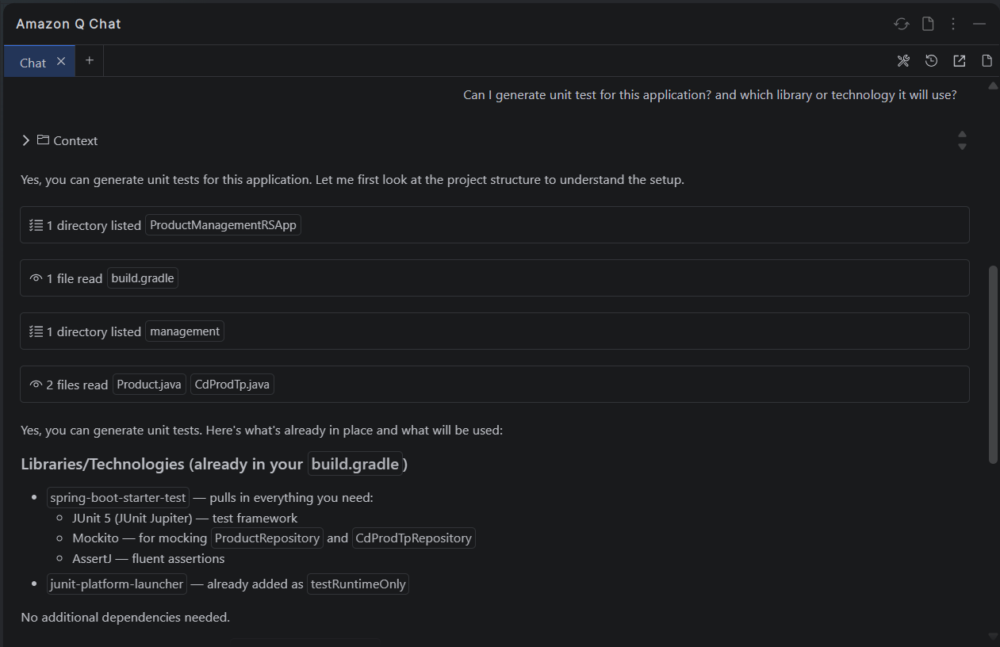 Amazon Q Chat
Chat
Can I generate unit test for this application? and which library or technology it will use?
Context
Yes, you can generate unit tests for this application. Let me first look at the project structure to understand the setup.
1 directory listed ProductManagementRSApp
1 file read build.gradle
1 directory listed management
2 files read Product.java CdProdTp.java
Yes, you can generate unit tests. Here's what's already in place and what will be used:
Libraries/Technologies (already in your build.gradle)
• spring-boot-starter-test — pulls in everything you need:
◦ JUnit 5 (JUnit Jupiter) — test framework
◦ Mockito — for mocking ProductRepository and CdProdTpRepository
◦ AssertJ — fluent assertions
• junit-platform-launcher — already added as testRuntimeOnly
No additional dependencies needed.